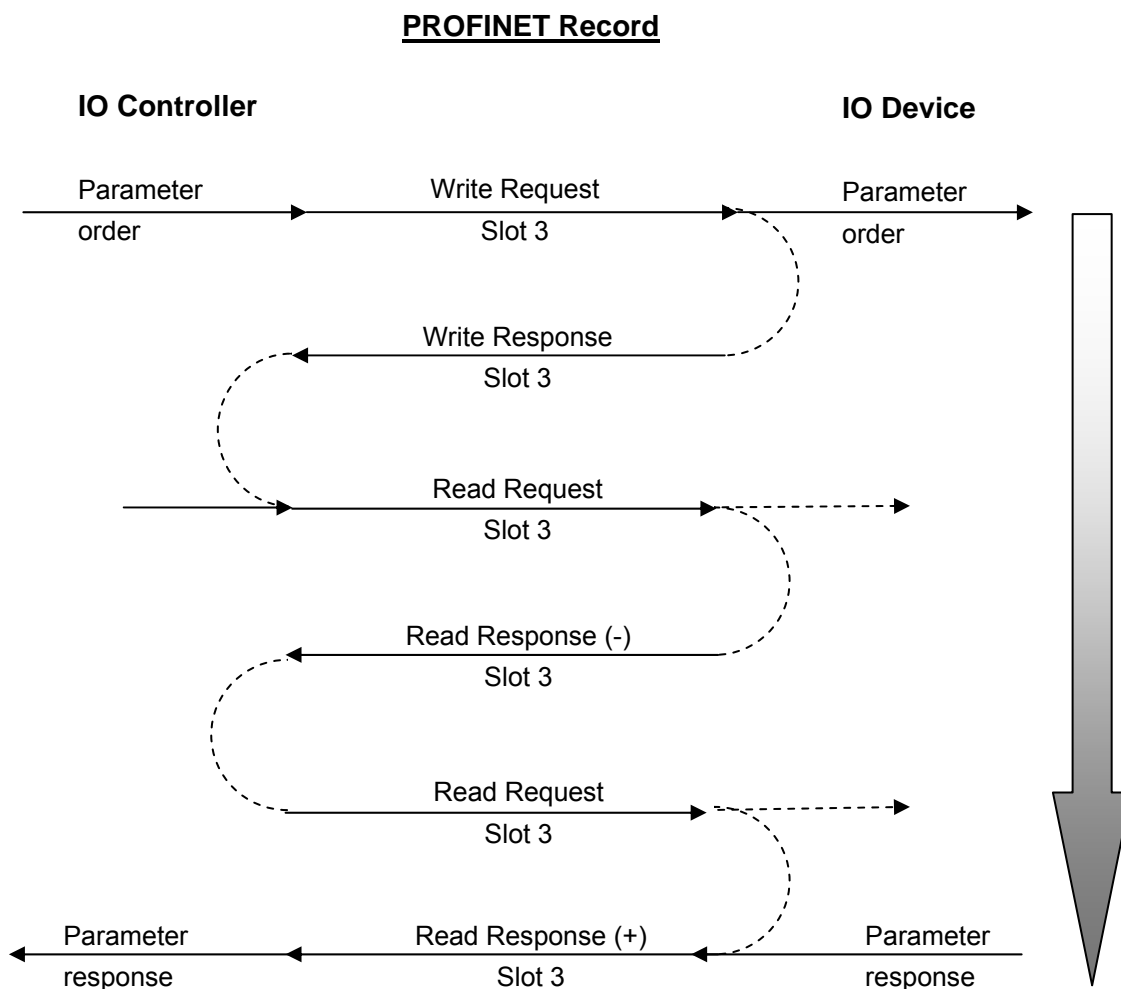 PROFINET Record
IO Controller
IO Device
Parameter
order
Write Request
Slot 3
Parameter
order
Write Response
Slot 3
Read Request
Slot 3
Read Response (-)
Slot 3
Read Request
Slot 3
Parameter
response
Read Response (+)
Slot 3
Parameter
response